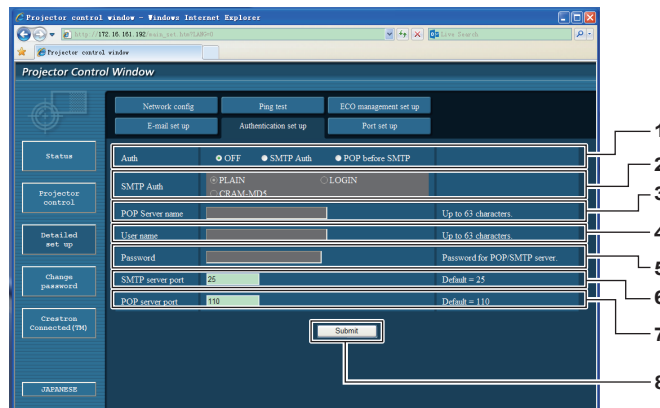 Projector control window - Windows Internet Explorer
http://172.16.161.192/main_set.htm?LANG=0
Live Search
Projector control window
Projector Control Window
Network config Ping test ECO management set up
E-mail set up Authentication set up Port set up
Status
Projector control
Detailed set up
Change password
Crestron Connected(TM)
JAPANESE
Auth OFF SMTP Auth POP before SMTP 1
SMTP Auth PLAIN LOGIN 2
CRAM-MD5
POP Server name Up to 63 characters. 3
User name Up to 63 characters. 4
Password Password for POP/SMTP server. 5
SMTP server port 25 Default = 25 6
POP server port 110 Default = 110 7
Submit 8